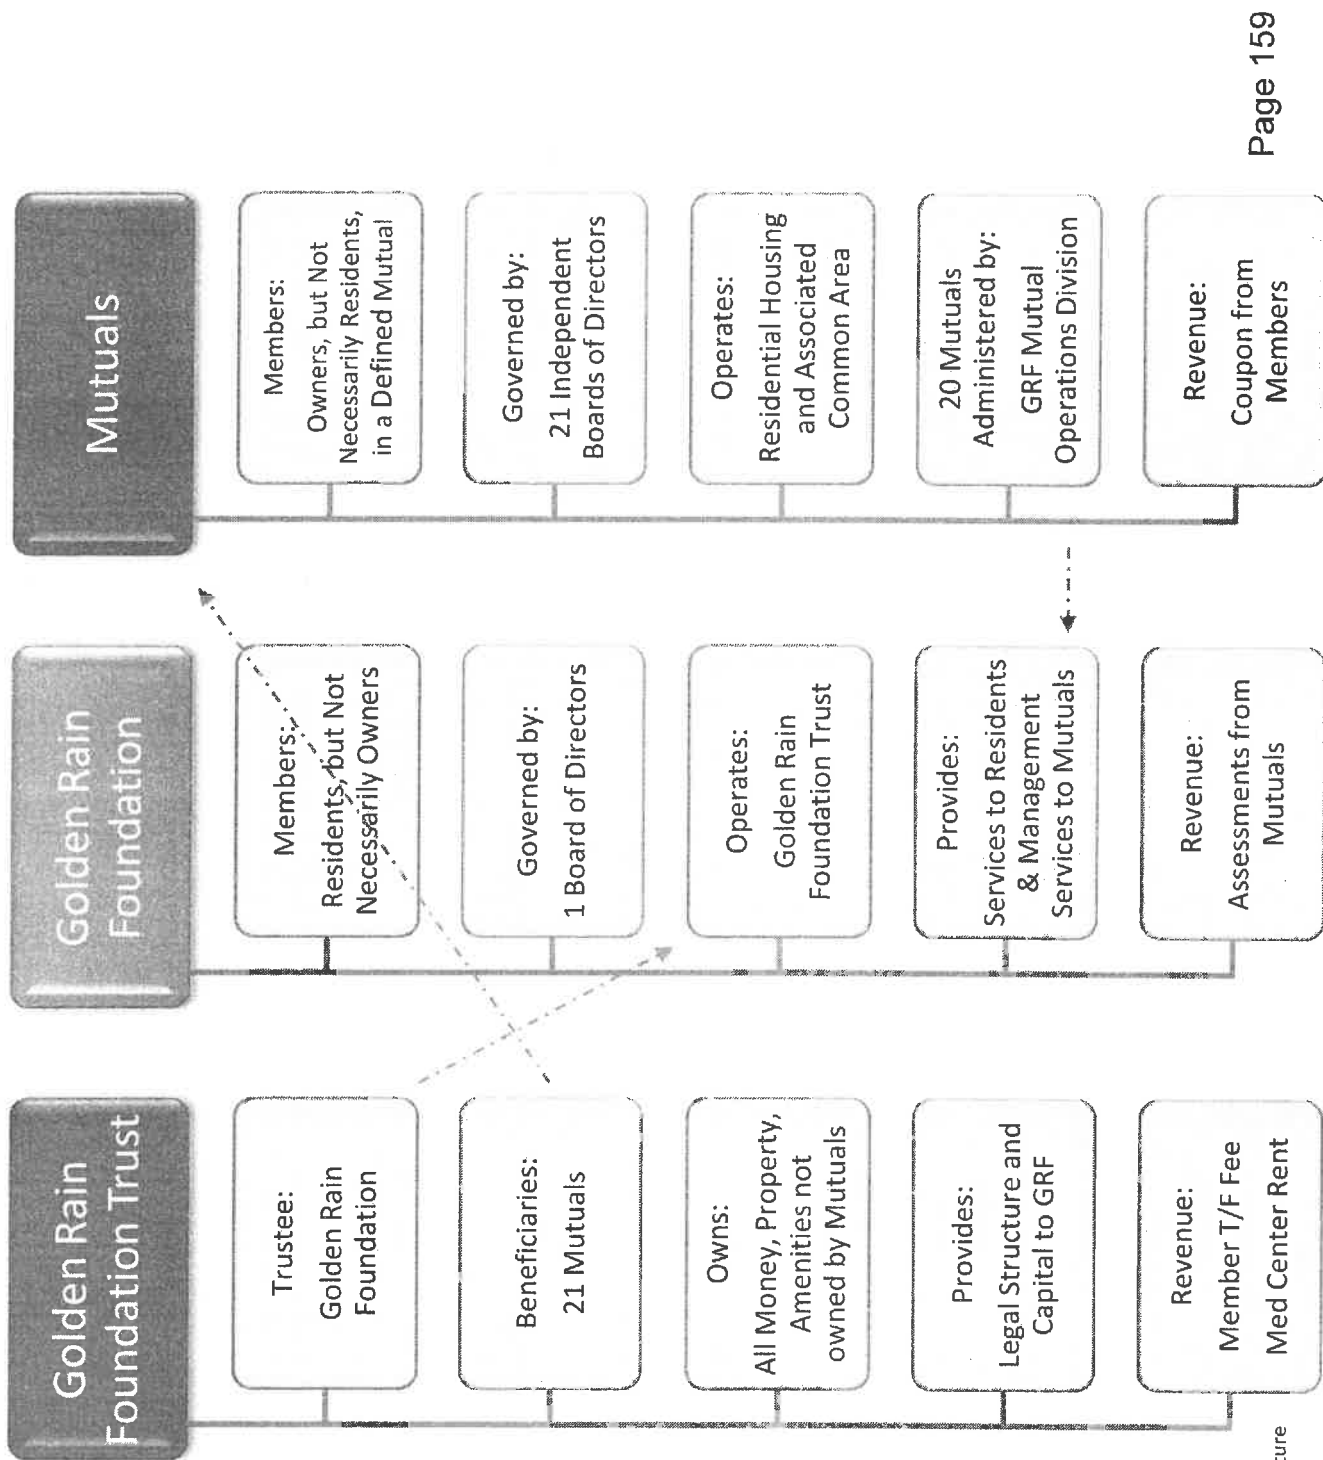 Golden Rain
Foundation Trust
Trustee:
Golden Rain
Foundation
Beneficiaries:
21 Mutuals
Owns:
All Money, Property,
Amenities not
owned by Mutuals
Provides:
Legal Structure and
Capital to GRF
Revenue:
Member T/F Fee
Med Center Rent
Golden Rain
Foundation
Members:
Residents, but Not
Necessarily Owners
Governed by:
1 Board of Directors
Operates:
Golden Rain
Foundation Trust
Provides:
Services to Residents
& Management
Services to Mutuals
Revenue:
Assessments from
Mutuals
Mutuals
Members:
Owners, but Not
Necessarily Residents,
in a Defined Mutual
Governed by:
21 Independent
Boards of Directors
Operates:
Residential Housing
and Associated
Common Area
20 Mutuals
Administered by:
GRF Mutual
Operations Division
Revenue:
Coupon from
Members
Page 159